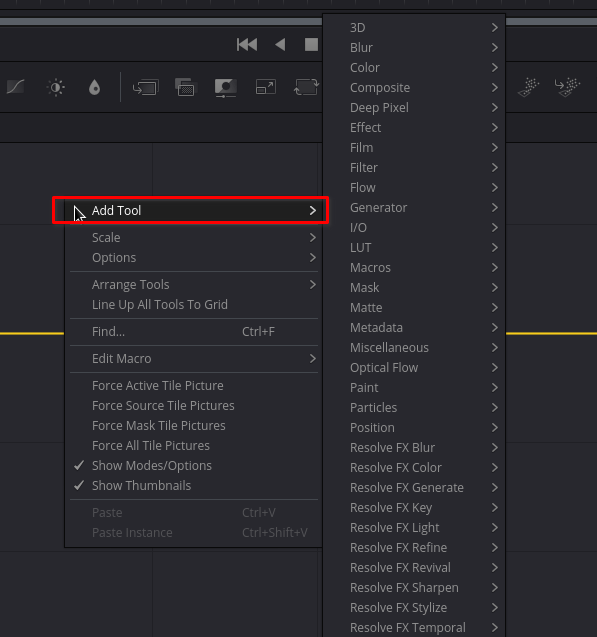 Add Tool
Scale
Options
Arrange Tools
Line Up All Tools To Grid
Find... Ctrl+F
Edit Macro
Force Active Tile Picture
Force Source Tile Pictures
Force Mask Tile Pictures
Force All Tile Pictures
Show Modes/Options
Show Thumbnails
Paste Ctrl+V
Paste Instance Ctrl+Shift+V
3D
Blur
Color
Composite
Deep Pixel
Effect
Film
Filter
Flow
Generator
I/O
LUT
Macros
Mask
Matte
Metadata
Miscellaneous
Optical Flow
Paint
Particles
Position
Resolve FX Blur
Resolve FX Color
Resolve FX Generate
Resolve FX Key
Resolve FX Light
Resolve FX Refine
Resolve FX Revival
Resolve FX Sharpen
Resolve FX Stylize
Resolve FX Temporal